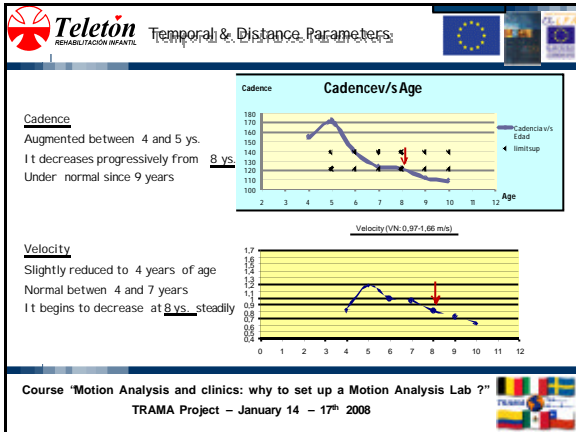 Teletón
REHABILITACIÓN INFANTIL
Temporal & Distance Parameters
Cadence
Augmented between 4 and 5 ys.
It decreases progressively from 8 ys.
Under normal since 9 years
Cadence
Cadencev/sAge
180
170
160
150
140
130
120
110
100
2 3 4 5 6 7 8 9 10 11 12
Age
Cadenciav/s
Edad
limitsup
Velocity
Slightly reduced to 4 years of age
Normal betwen 4 and 7 years
It begins to decrease at 8 ys. steadily
Velocity (VN: 0,97-1,66 m/s)
1,7
1,6
1,5
1,4
1,3
1,2
1,1
1
0,9
0,8
0,7
0,6
0,5
0,4
0 1 2 3 4 5 6 7 8 9 10 11 12
Course “Motion Analysis and clinics: why to set up a Motion Analysis Lab ?”
TRAMA Project – January 14 – 17th 2008
TRAMA